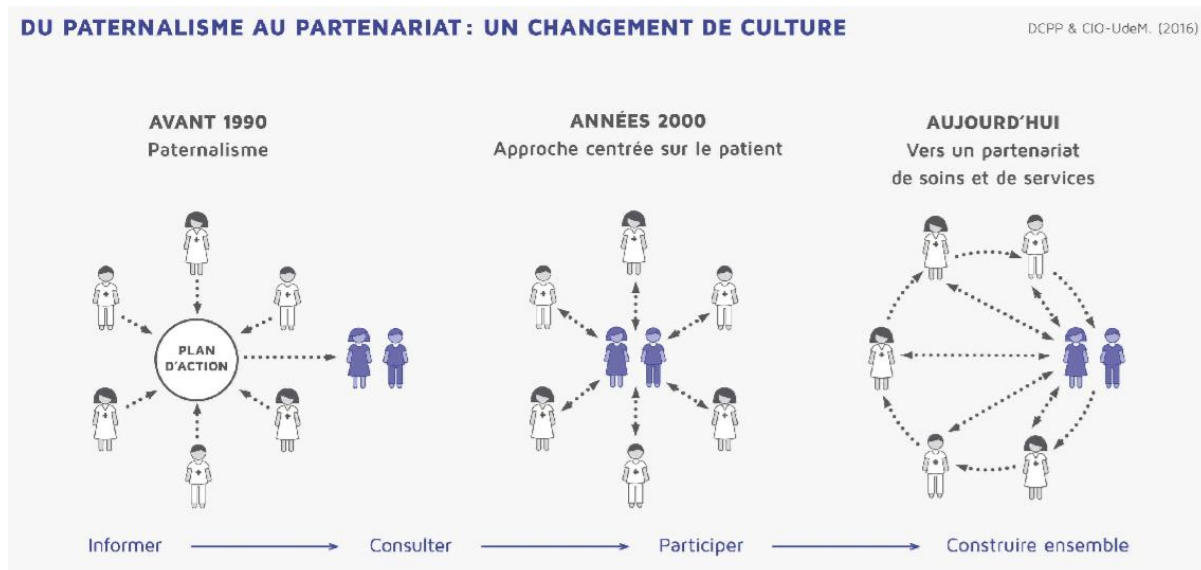 DU PATERNALISME AU PARTENARIAT : UN CHANGEMENT DE CULTURE
DCPP & CIO-UdeM. (2016)
AVANT 1990
Paternalisme
ANNÉES 2000
Approche centrée sur le patient
AUJOURD'HUI
Vers un partenariat
de soins et de services
PLAN
D'ACTION
Informer
Consulter
Participer
Construire ensemble